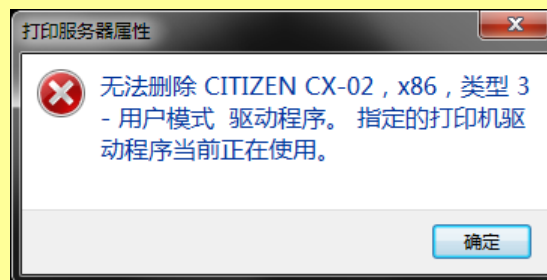 打印服务器属性
无法删除 CITIZEN CX-02，x86，类型 3
- 用户模式 驱动程序。 指定的打印机驱
动程序当前正在使用。
确定